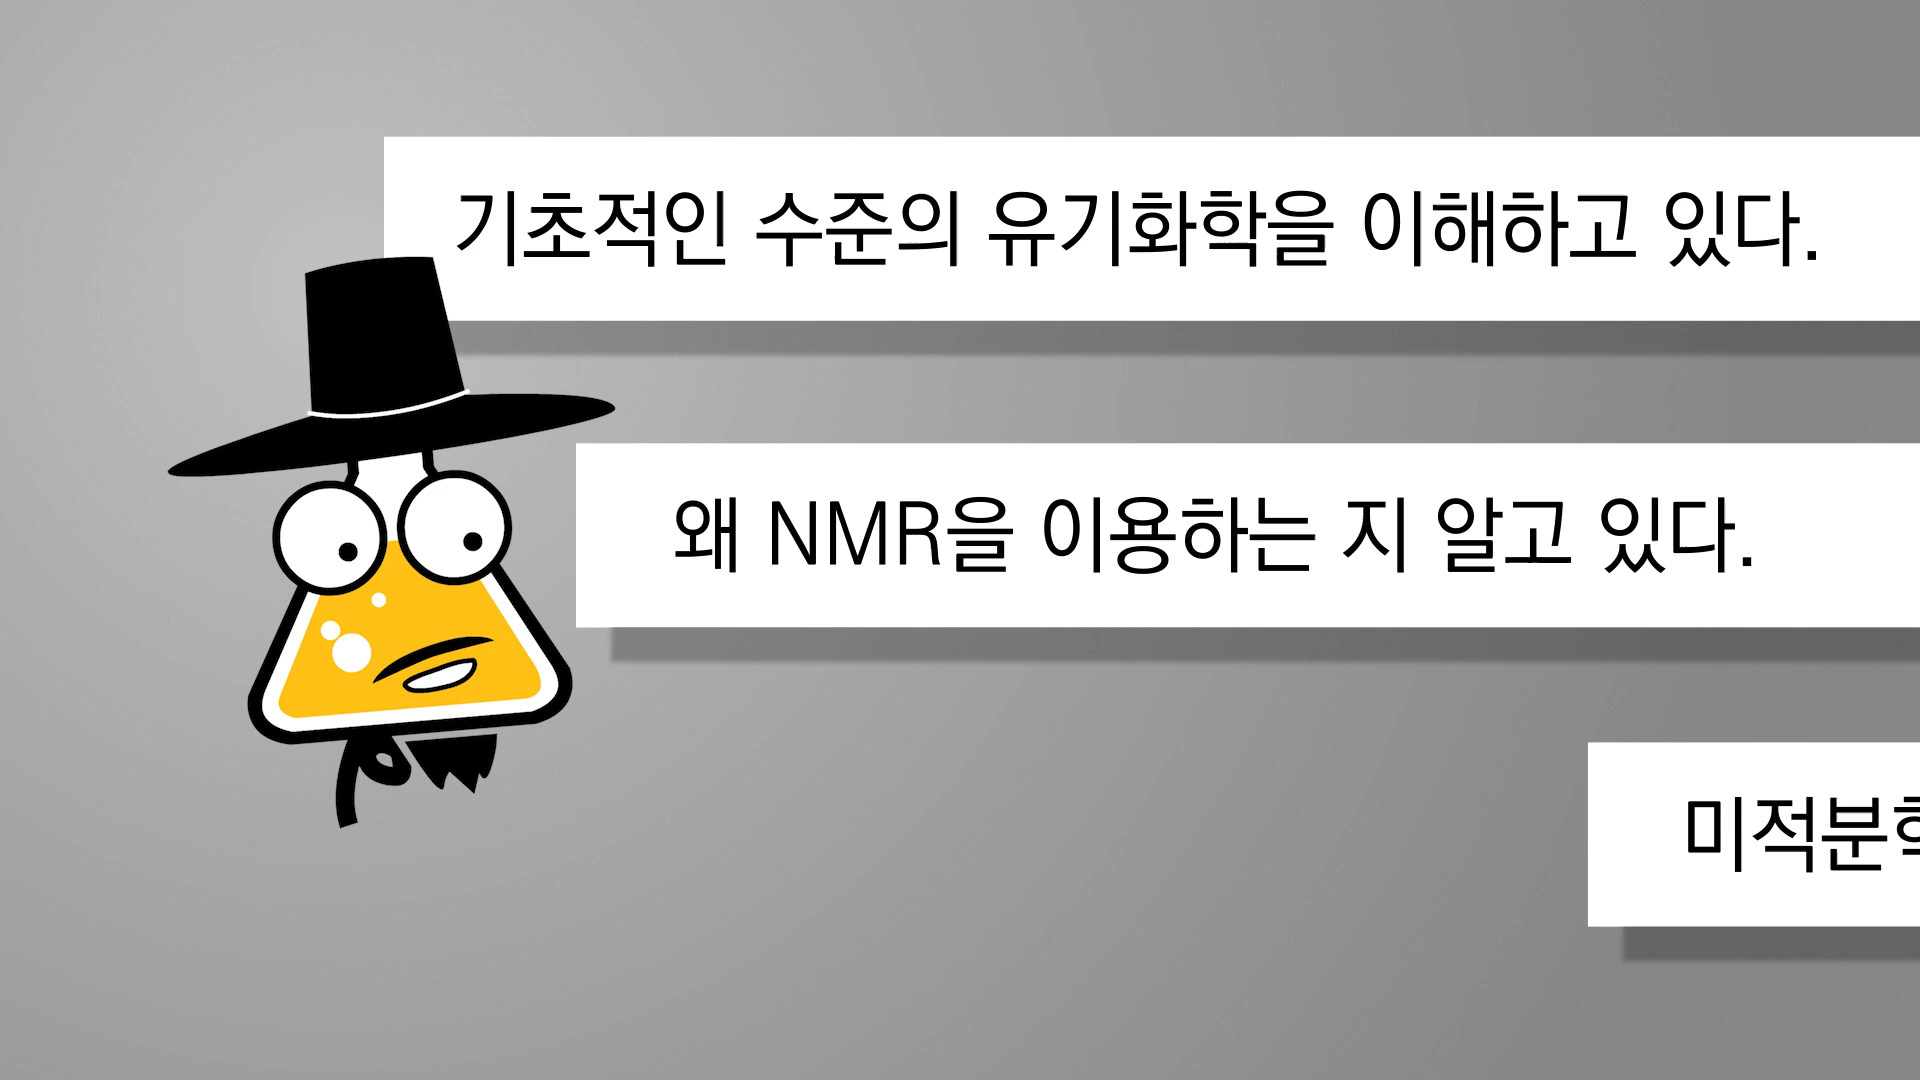 기초적인 수준의 유기화학을 이해하고 있다.
왜 NMR을 이용하는 지 알고 있다.
미적분